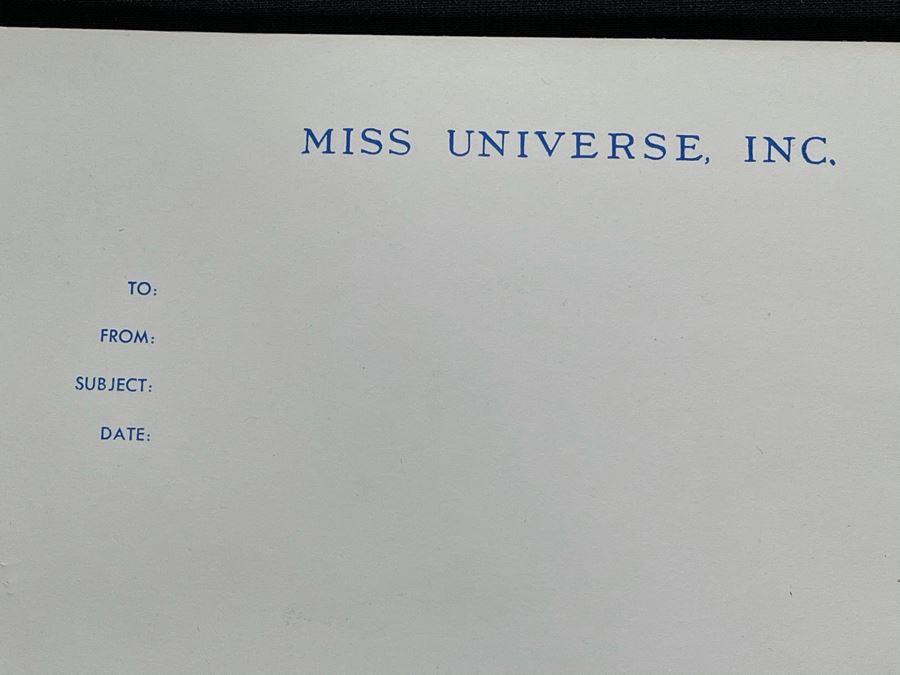 MISS UNIVERSE, INC.
TO:
FROM:
SUBJECT:
DATE: